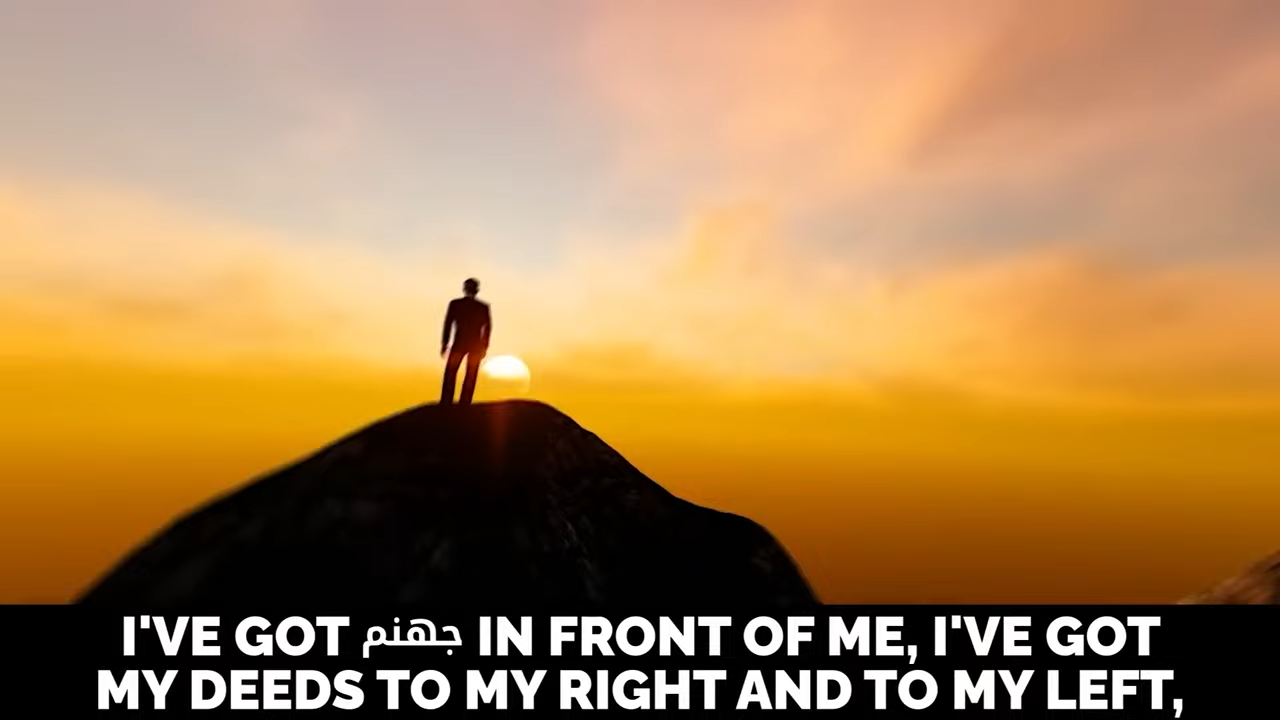 I'VE GOT جهنم IN FRONT OF ME, I'VE GOT
MY DEEDS TO MY RIGHT AND TO MY LEFT,